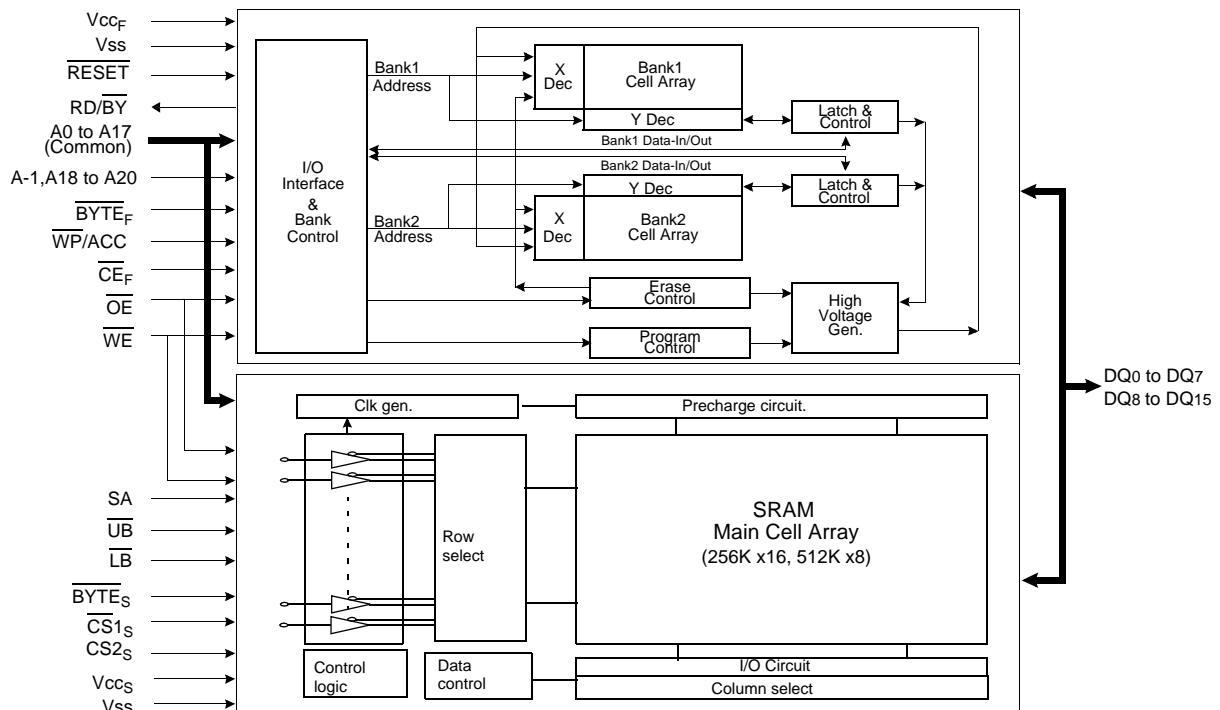 VccF
Vss
RESET
RD/BY
A0 to A17
(Common)
A-1,A18 to A20
BYTEF
WP/ACC
CEF
OE
WE
I/O
Interface
&
Bank
Control
Bank1
Address
X
Dec
Bank1
Cell Array
Y Dec
Latch &
Control
Bank1 Data-In/Out
Bank2 Data-In/Out
Y Dec
Latch &
Control
Bank2
Address
X
Dec
Bank2
Cell Array
Erase
Control
High
Voltage
Gen.
Program
Control
DQ0 to DQ7
DQ8 to DQ15
SA
UB
LB
BYTES
CS1S
CS2S
VccS
Vss
Clk gen.
Precharge circuit.
Row
select
SRAM
Main Cell Array
(256K x16, 512K x8)
Control
logic
Data
control
I/O Circuit
Column select